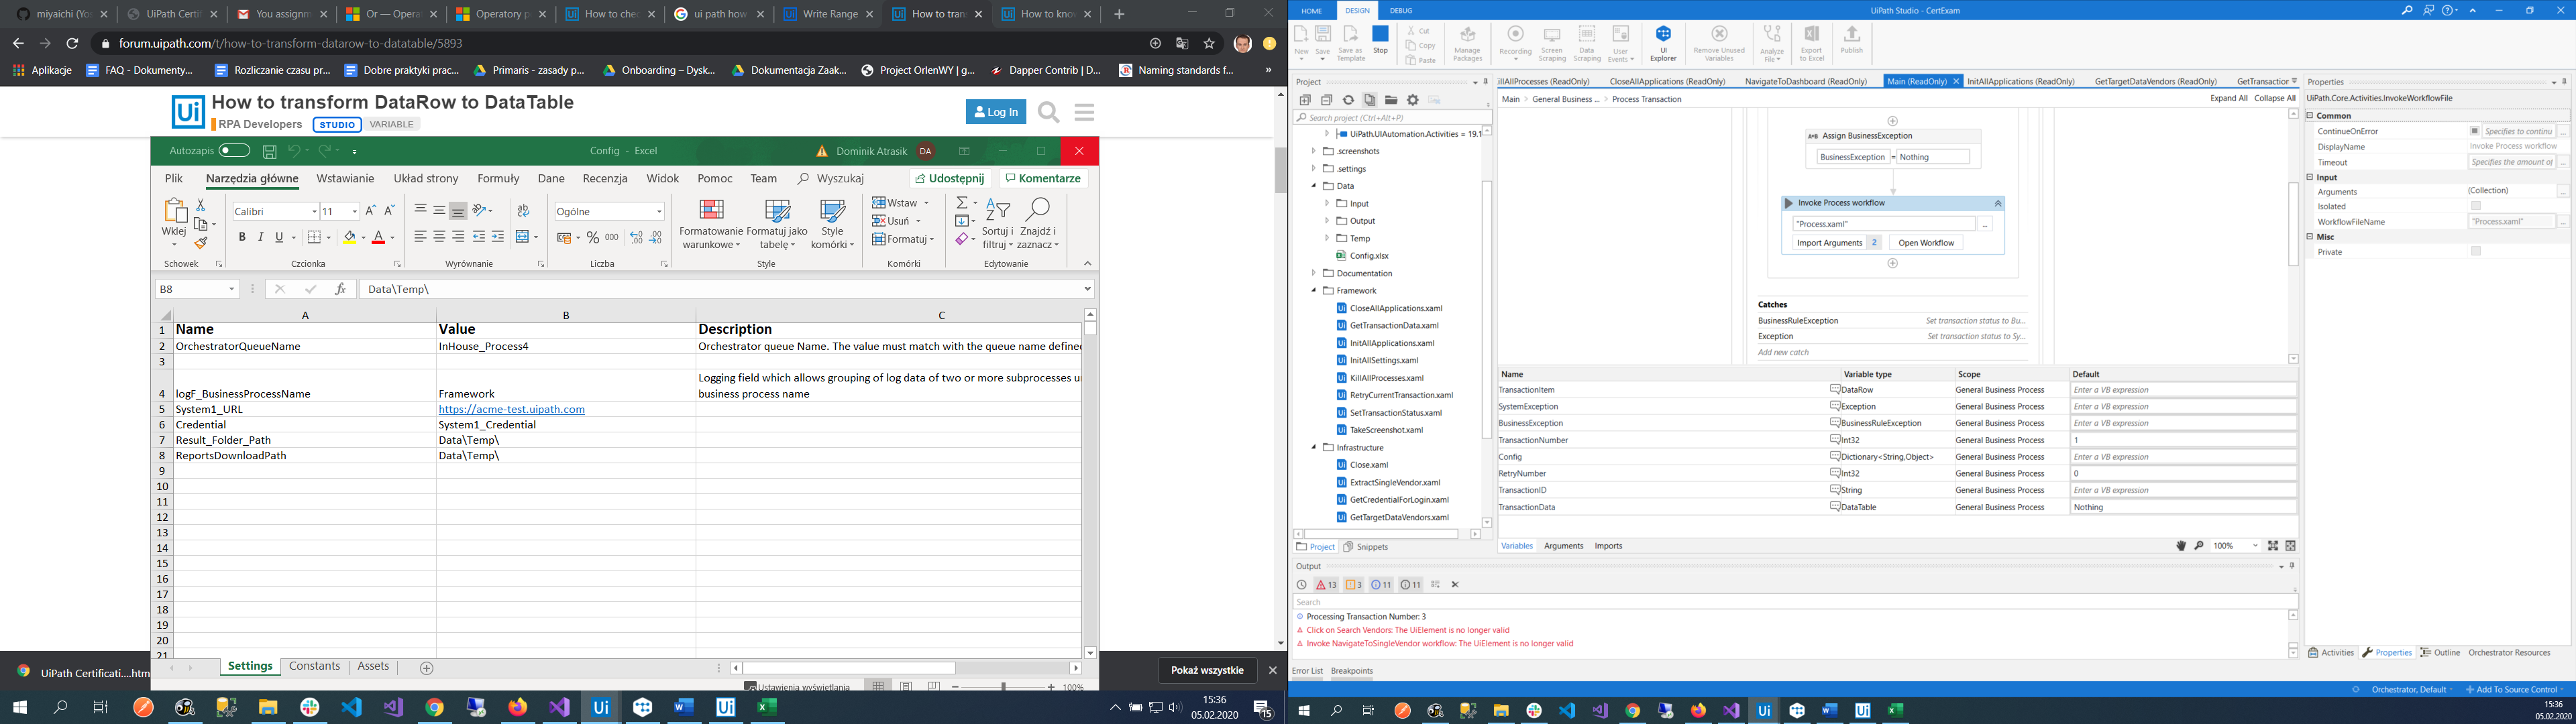 miyaichi (Yos
UiPath Certif
You assignm
Or — Opera
Operatory p
How to che
ui path how
Write Range
How to tran
How to kno
forum.uipath.com/t/how-to-transform-datarow-to-datatable/5893
Aplikacje
FAQ - Dokumenty...
Rozliczanie czasu pr...
Dobre praktyki prac...
Primaris - zasady p...
Onboarding – Dysk...
Dokumentacja Zaak...
Project OrlenWY | g...
Dapper Contrib | D...
Naming standards f...
»
Ui
How to transform DataRow to DataTable
RPA Developers STUDIO VARIABLE
Log In
Autozapis
Config - Excel
Dominik Atrasik DA
Plik Narzędzia główne Wstawianie Układ strony Formuły Dane Recenzja Widok Pomoc Team Wyszukaj Udostępnij Komentarze
Wklej
Calibri 11
B I U
Ogólne
% 000
Formatowanie warunkowe
Formatuj jako tabelę
Style komórki
Wstaw
Usuń
Formatuj
Sortuj i filtruj
Znajdź i zaznacz
Schowek Czcionka Wyrównanie Liczba Style Komórki Edytowanie
B8 fx Data\Temp\
A B C
1 Name Value Description
2 OrchestratorQueueName InHouse_Process4 Orchestrator queue Name. The value must match with the queue name define
3
Logging field which allows grouping of log data of two or more subprocesses u
4 logF_BusinessProcessName Framework business process name
5 System1_URL https://acme-test.uipath.com
6 Credential System1_Credential
7 Result_Folder_Path Data\Temp\
8 ReportsDownloadPath Data\Temp\
9
10
11
12
13
14
15
16
17
18
19
20
21
Settings Constants Assets
Ustawienia wyświetlania 100%
UiPath Certificati....htm
Pokaż wszystkie
15:36
05.02.2020
15
HOME DESIGN DEBUG
UiPath Studio - CertExam
New
Save
Save as Template
Stop
Cut
Copy
Paste
Manage Packages
Recording
Screen Scraping
Data Scraping
User Events
UI Explorer
Remove Unused Variables
Analyze File
Export to Excel
Publish
Project
Search project (Ctrl+Alt+P)
UiPath.UIAutomation.Activities = 19.1
.screenshots
.settings
Data
Input
Output
Temp
Config.xlsx
Documentation
Framework
CloseAllApplications.xaml
GetTransactionData.xaml
InitAllApplications.xaml
InitAllSettings.xaml
KillAllProcesses.xaml
RetryCurrentTransaction.xaml
SetTransactionStatus.xaml
TakeScreenshot.xaml
Infrastructure
Close.xaml
ExtractSingleVendor.xaml
GetCredentialForLogin.xaml
GetTargetDataVendors.xaml
Project Snippets
illAllProcesses (ReadOnly) CloseAllApplications (ReadOnly) NavigateToDashboard (ReadOnly) Main (ReadOnly) InitAllApplications (ReadOnly) GetTargetDataVendors (ReadOnly) GetTransactior
Main > General Business ... > Process Transaction
Expand All Collapse All
A+B Assign BusinessException
BusinessException = Nothing
Invoke Process workflow
"Process.xaml" ...
Import Arguments 2 Open Workflow
Catches
BusinessRuleException Set transaction status to Bu...
Exception Set transaction status to Sy...
Add new catch
Name Variable type Scope Default
TransactionItem DataRow General Business Process Enter a VB expression
SystemException Exception General Business Process Enter a VB expression
BusinessException BusinessRuleException General Business Process Enter a VB expression
TransactionNumber Int32 General Business Process 1
Config Dictionary<String,Object> General Business Process Enter a VB expression
RetryNumber Int32 General Business Process 0
TransactionID String General Business Process Enter a VB expression
TransactionData DataTable General Business Process Nothing
Variables Arguments Imports 100%
Output
13 3 11 11
Search
Processing Transaction Number: 3
Click on Search Vendors: The UiElement is no longer valid
Invoke NavigateToSingleVendor workflow: The UiElement is no longer valid
Error List Breakpoints
Properties
UiPath.Core.Activities.InvokeWorkflowFile
Common
ContinueOnError Specifies to continu ...
DisplayName Invoke Process workflow
Timeout Specifies the amount of ...
Input
Arguments (Collection) ...
Isolated
WorkflowFileName "Process.xaml" ...
Misc
Private
Activities Properties Outline Orchestrator Resources
Orchestrator, Default Add To Source Control
15:36
05.02.2020